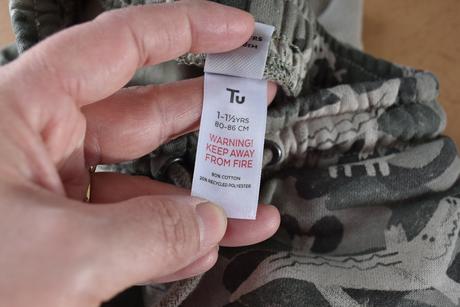 Tu
1-1½YRS
80-86 CM
WARNING!
KEEP AWAY
FROM FIRE
80% COTTON
20% RECYCLED POLYESTER